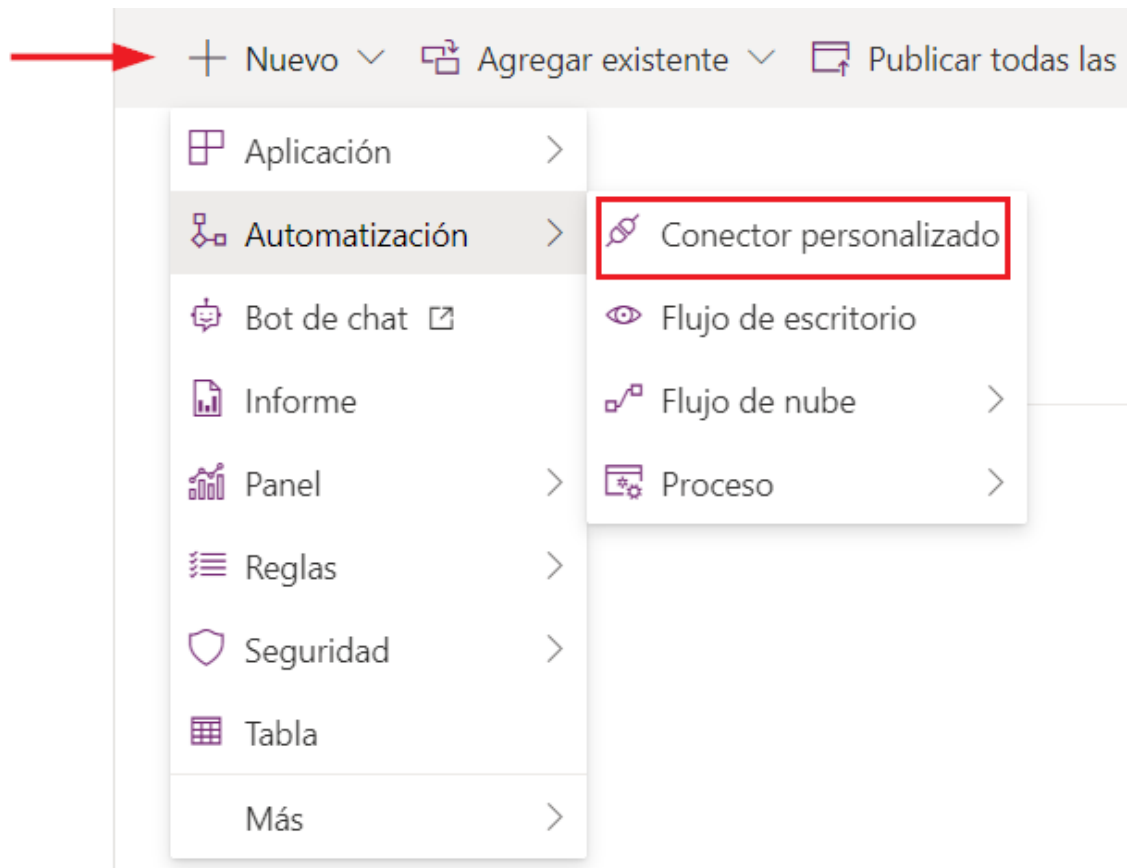 Nuevo Agregar existente Publicar todas las
Aplicación
Automatización
Bot de chat
Informe
Panel
Reglas
Seguridad
Tabla
Más
Conector personalizado
Flujo de escritorio
Flujo de nube
Proceso